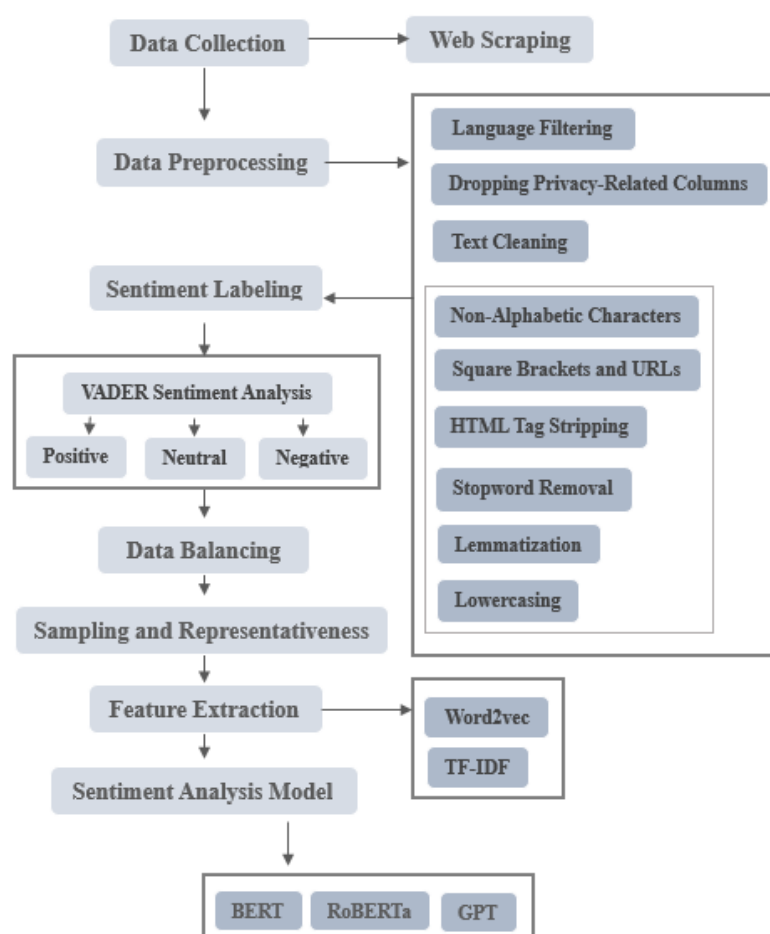 Data Collection
Web Scraping
Data Preprocessing
Language Filtering
Dropping Privacy-Related Columns
Text Cleaning
Non-Alphabetic Characters
Square Brackets and URLs
HTML Tag Stripping
Stopword Removal
Lemmatization
Lowercasing
Sentiment Labeling
VADER Sentiment Analysis
Positive
Neutral
Negative
Data Balancing
Sampling and Representativeness
Feature Extraction
Word2vec
TF-IDF
Sentiment Analysis Model
BERT
RoBERTa
GPT